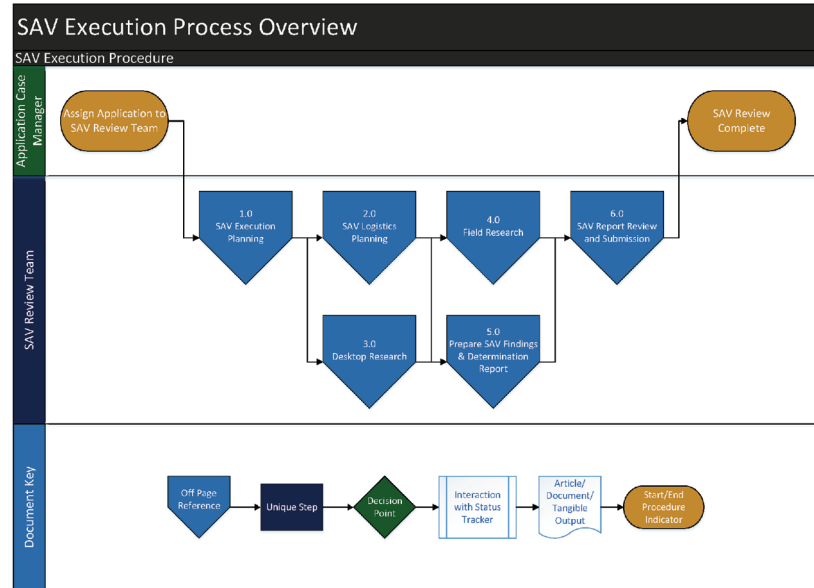 SAV Execution Process Overview
SAV Execution Procedure
Application Case
Manager
Assign Application to
SAV Review Team
SAV Review
Complete
SAV Review Team
1.0
SAV Execution
Planning
2.0
SAV Logistics
Planning
4.0
Field Research
6.0
SAV Report Review
and Submission
3.0
Desktop Research
5.0
Prepare SAV Findings
& Determination
Report
Document Key
Off Page
Reference
Unique Step
Decision
Point
Interaction
with Status
Tracker
Article/
Document/
Tangible
Output
Start/End
Procedure
Indicator